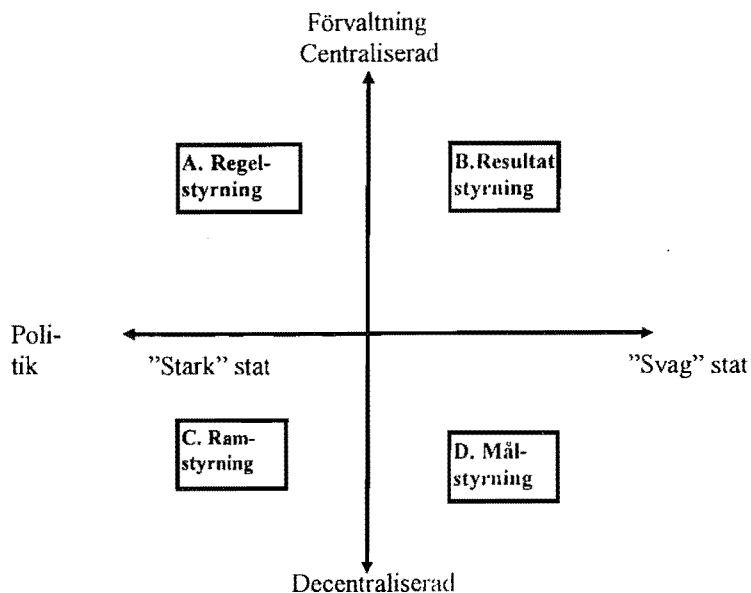 Förvaltning
Centraliserad
A. Regel-
styrning
B.Resultat
styrning
Poli-
tik
”Stark” stat
”Svag” stat
C. Ram-
styrning
D. Mål-
styrning
Decentraliserad